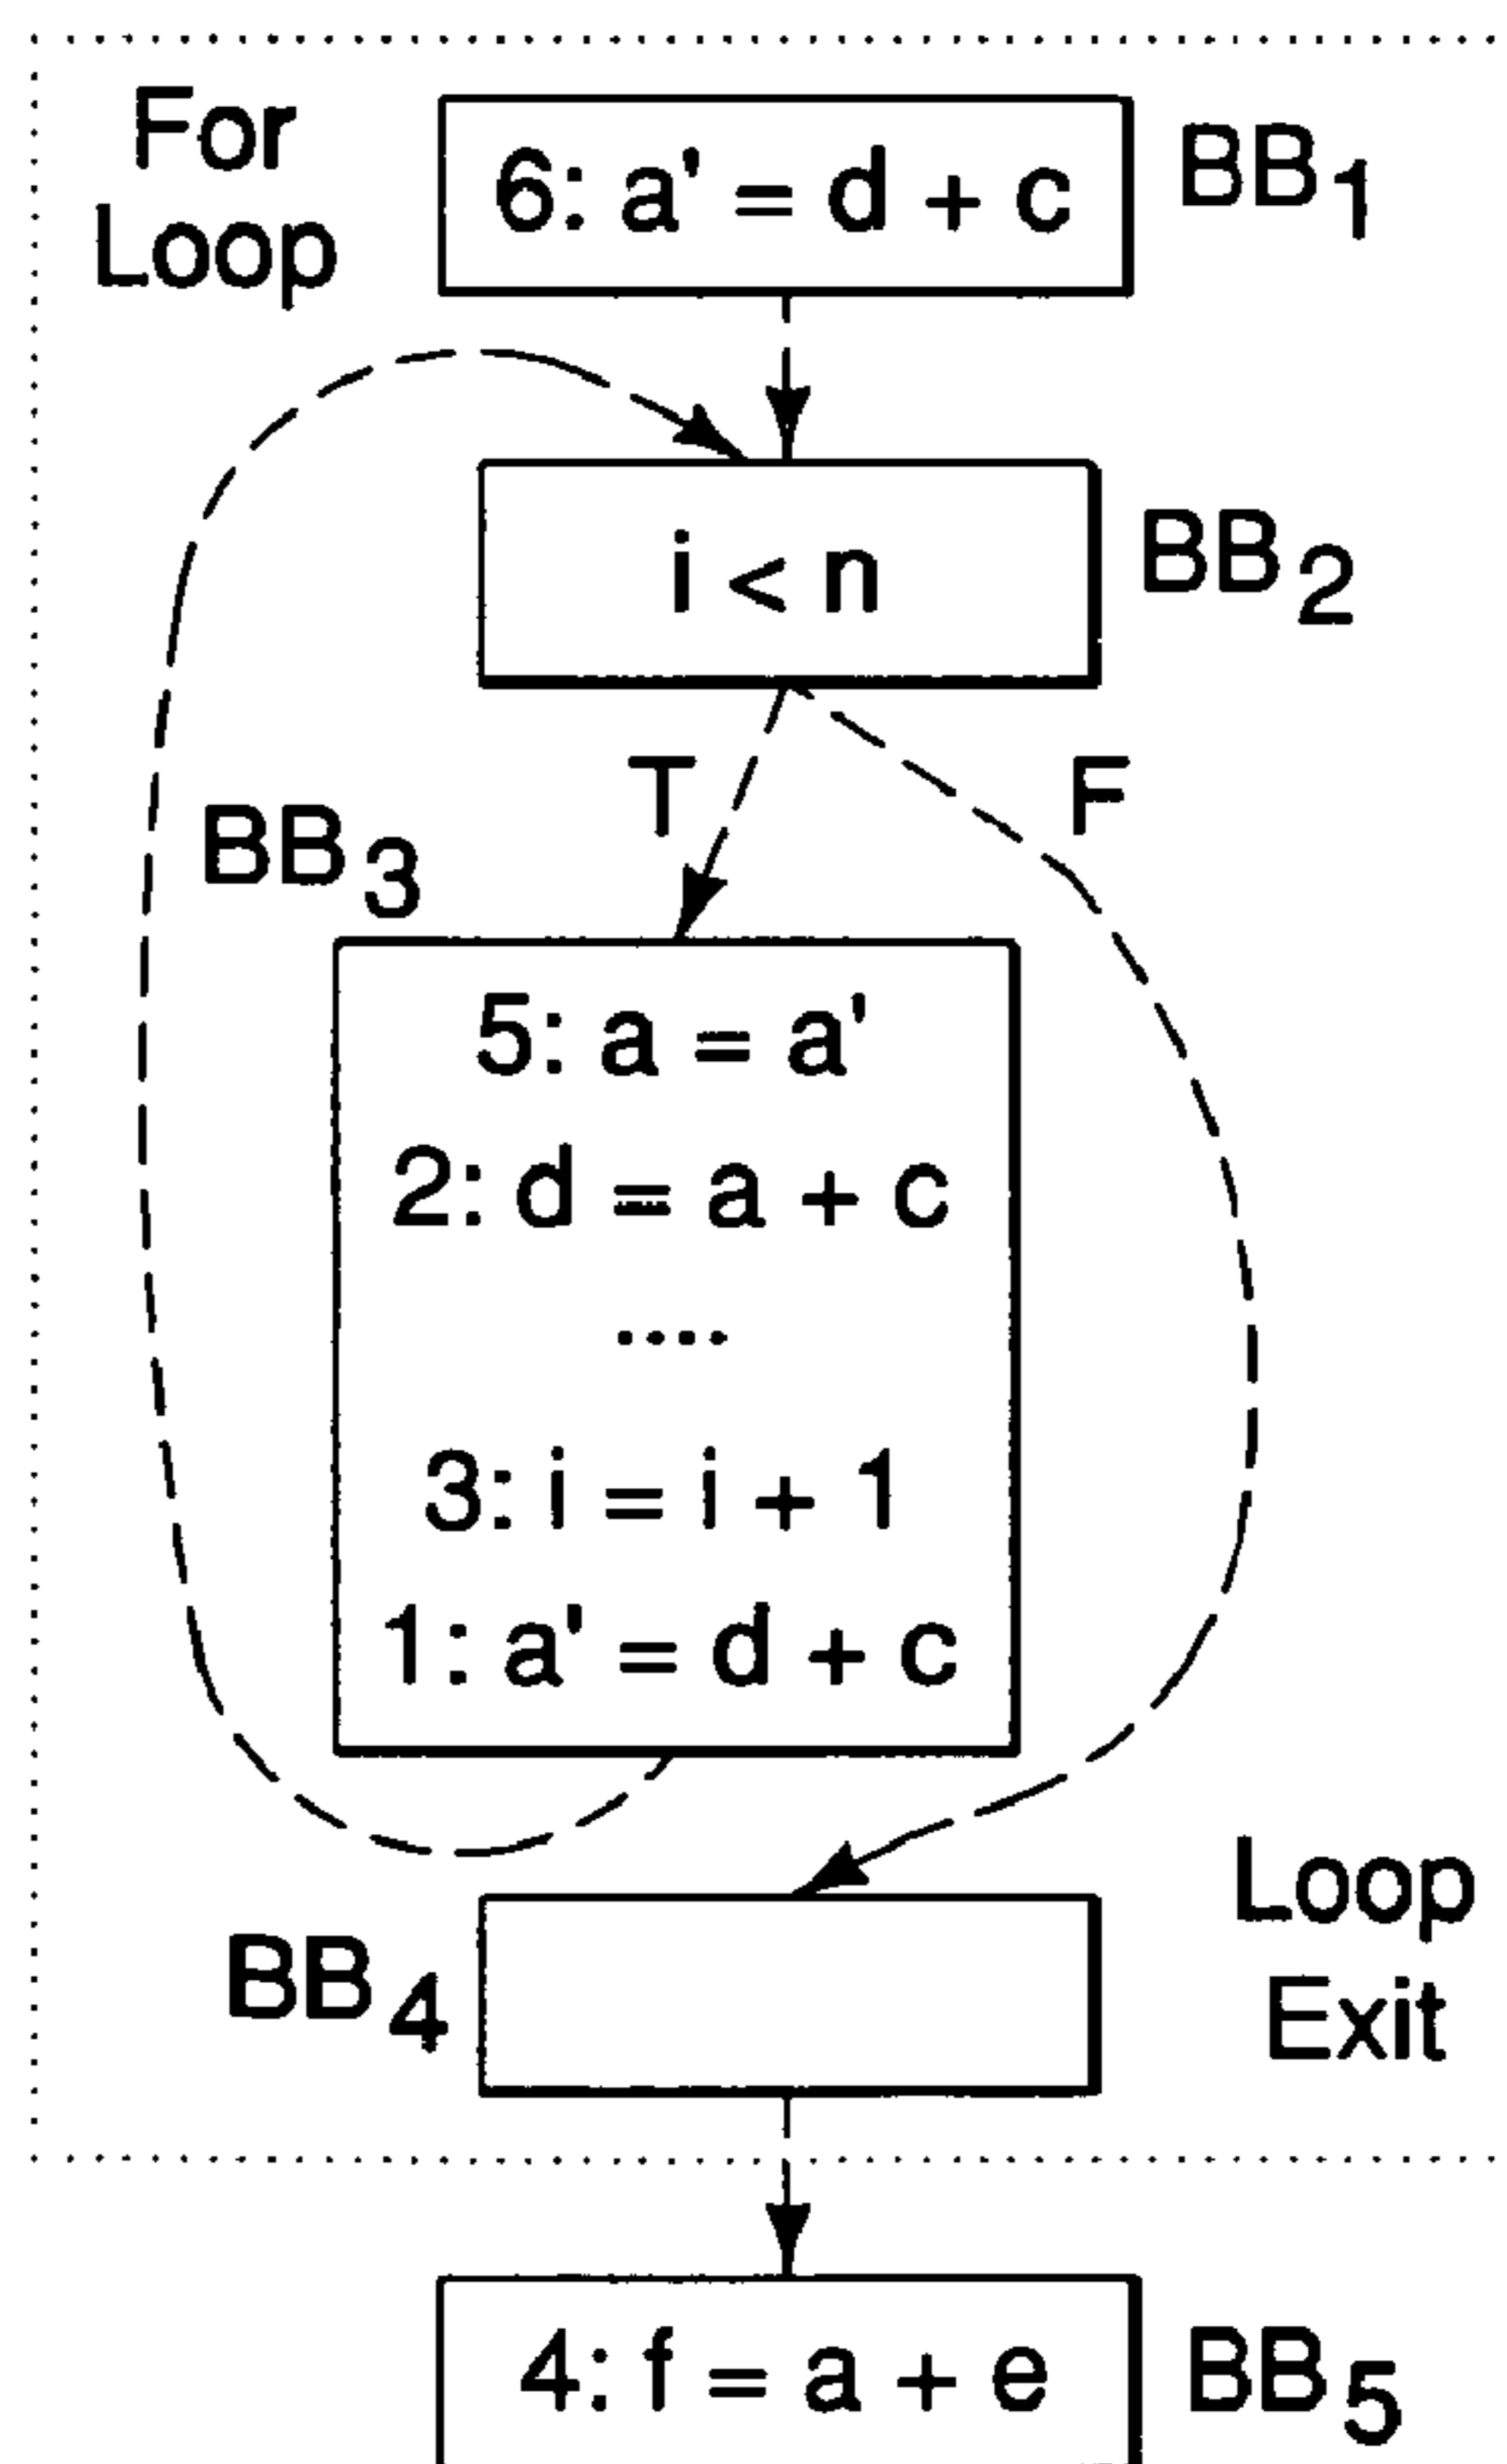 For
Loop
6: a' = d + c
BB1
i < n
BB2
T
F
BB3
5: a = a'
2: d = a + c
....
3: i = i + 1
1: a' = d + c
BB4
Loop
Exit
4: f = a + e
BB5